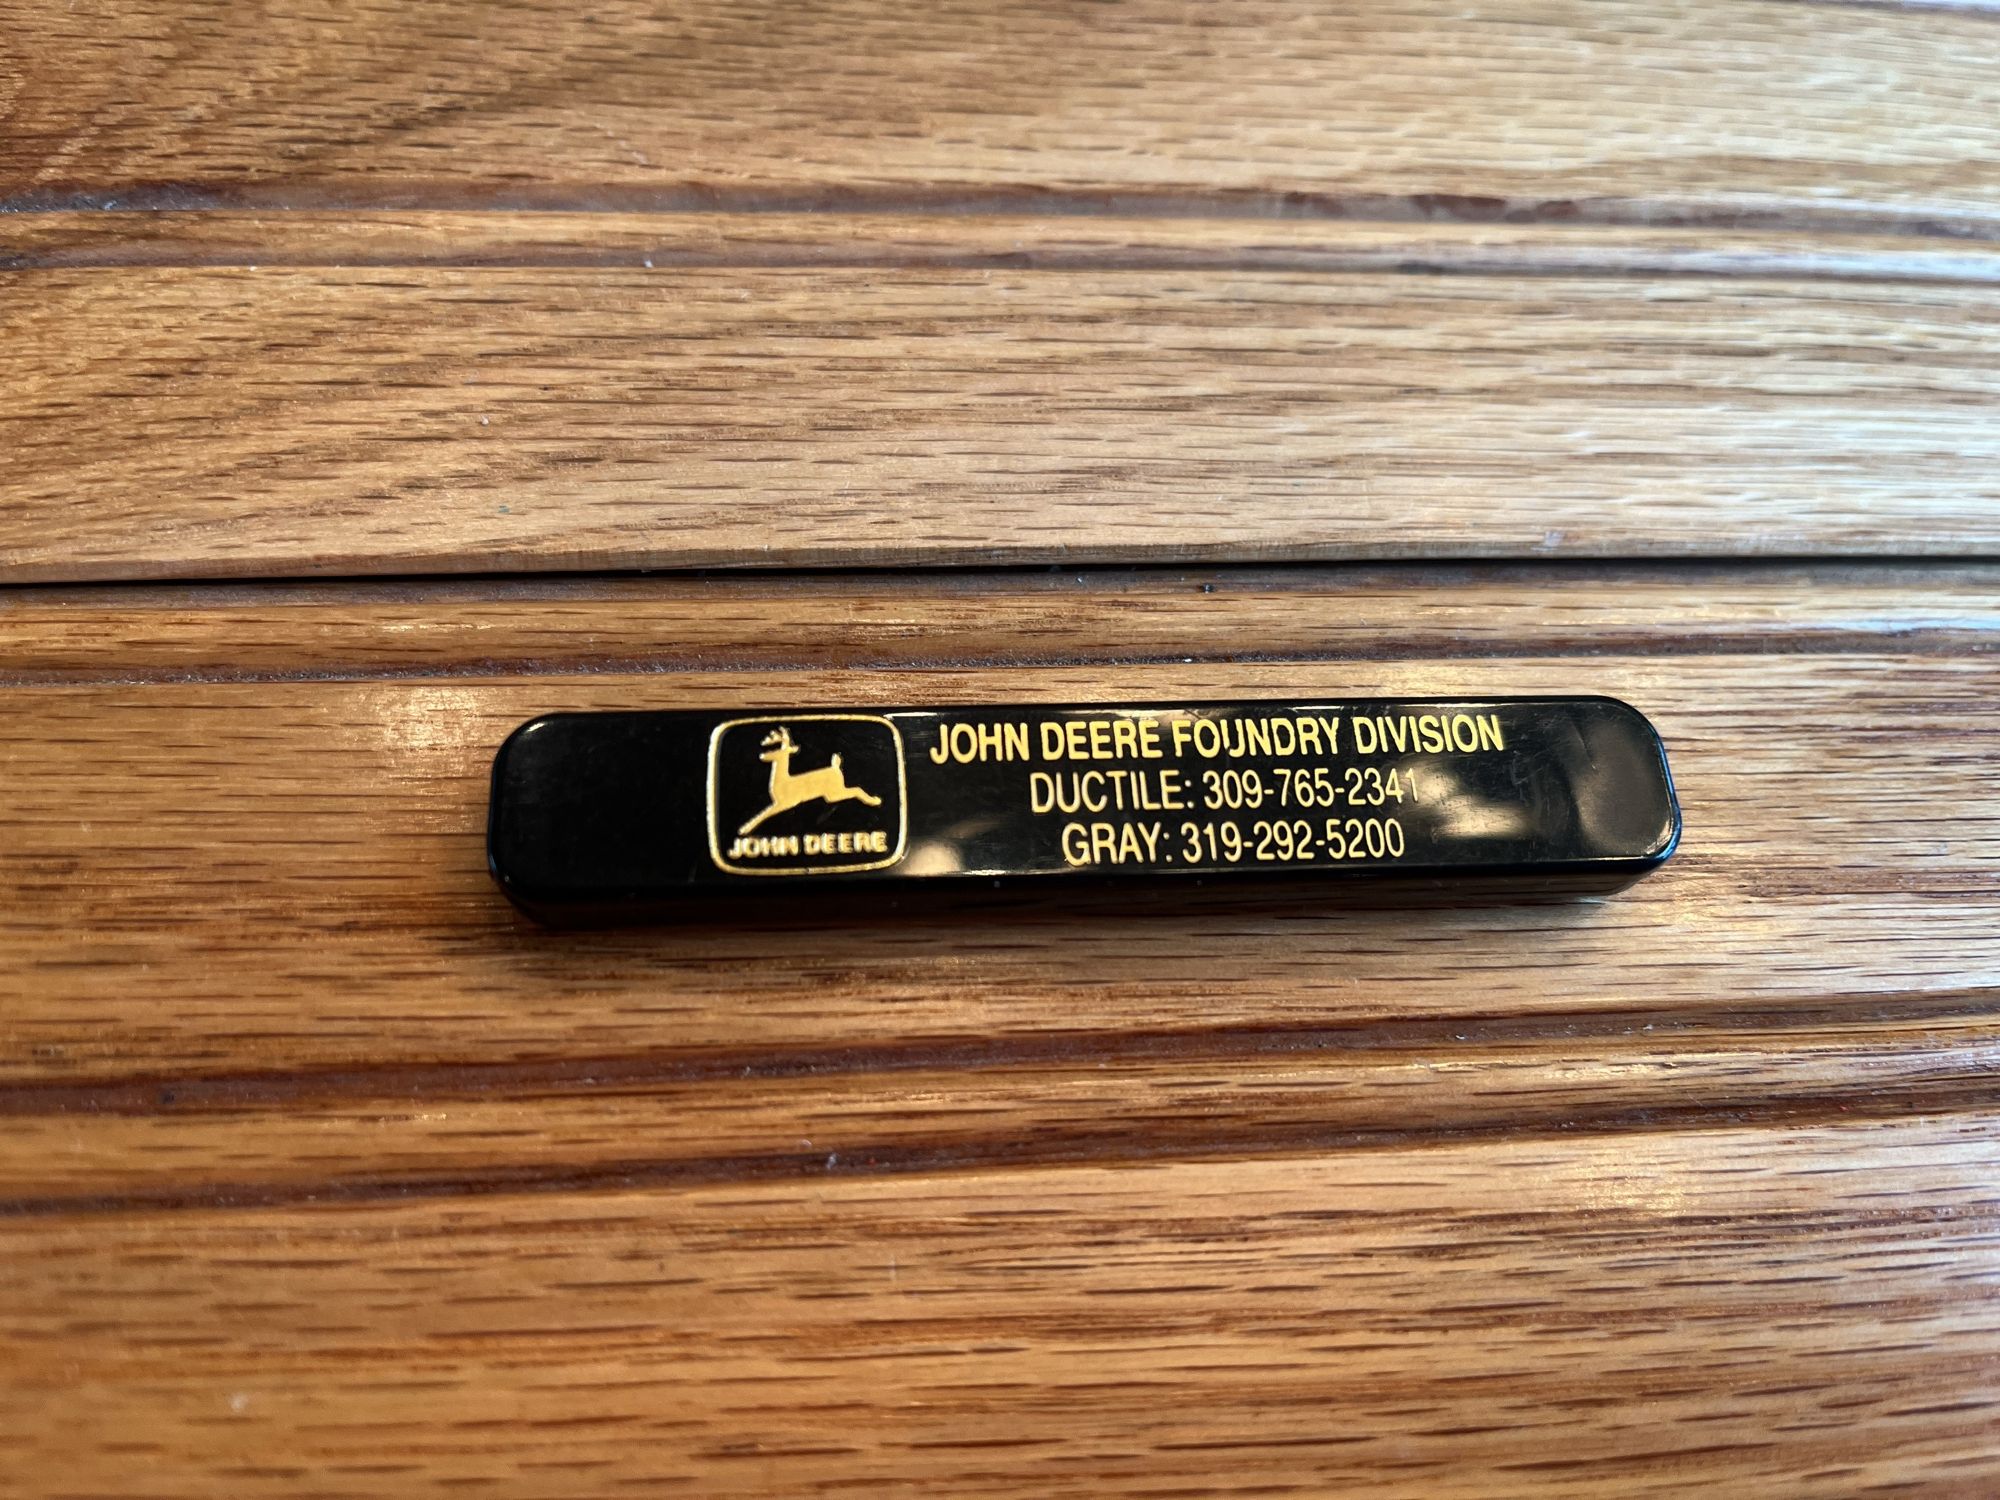 JOHN DEERE
JOHN DEERE FOUNDRY DIVISION
DUCTILE: 309-765-2341
GRAY: 319-292-5200